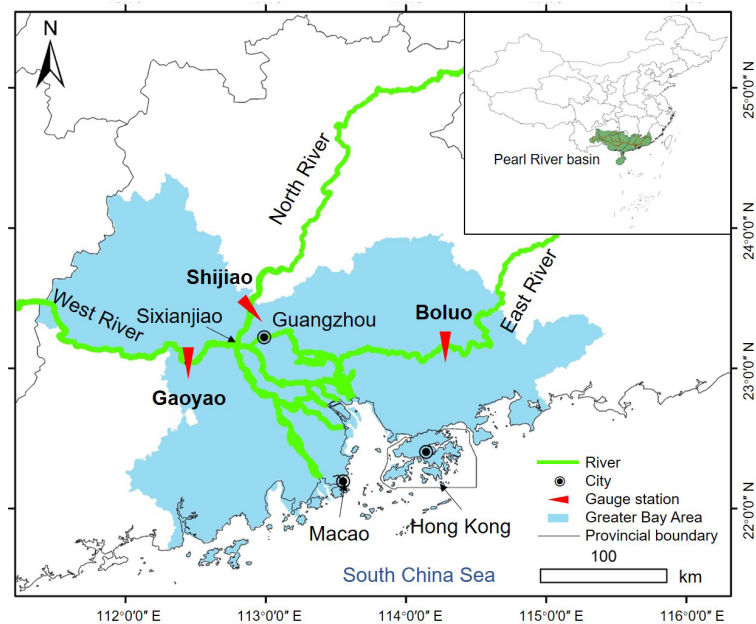 N
Pearl River basin
North River
Shijiao
West River
Sixianjiao
Guangzhou
Boluo
East River
Gaoyao
Macao
Hong Kong
South China Sea
River
City
Gauge station
Greater Bay Area
Provincial boundary
100
km
25°0'0" N
24°0'0" N
23°0'0" N
22°0'0" N
112°0'0" E
113°0'0" E
114°0'0" E
115°0'0" E
116°0'0" E